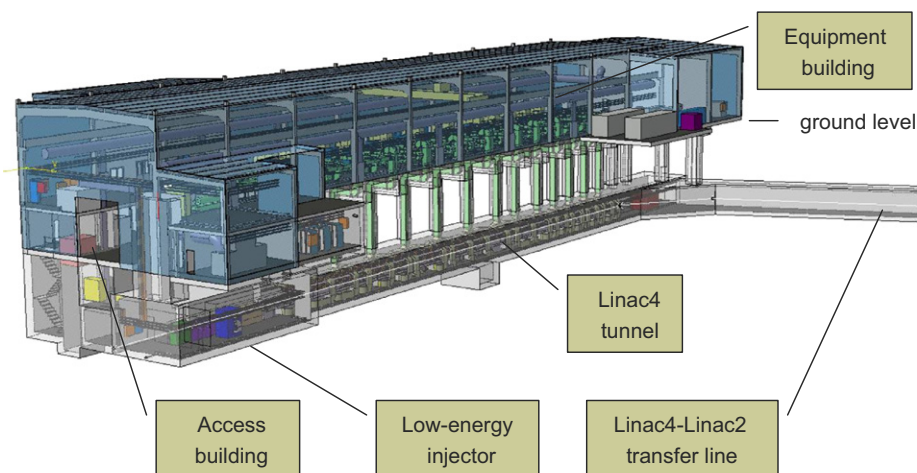 Equipment
building
ground level
Linac4
tunnel
Access
building
Low-energy
injector
Linac4-Linac2
transfer line